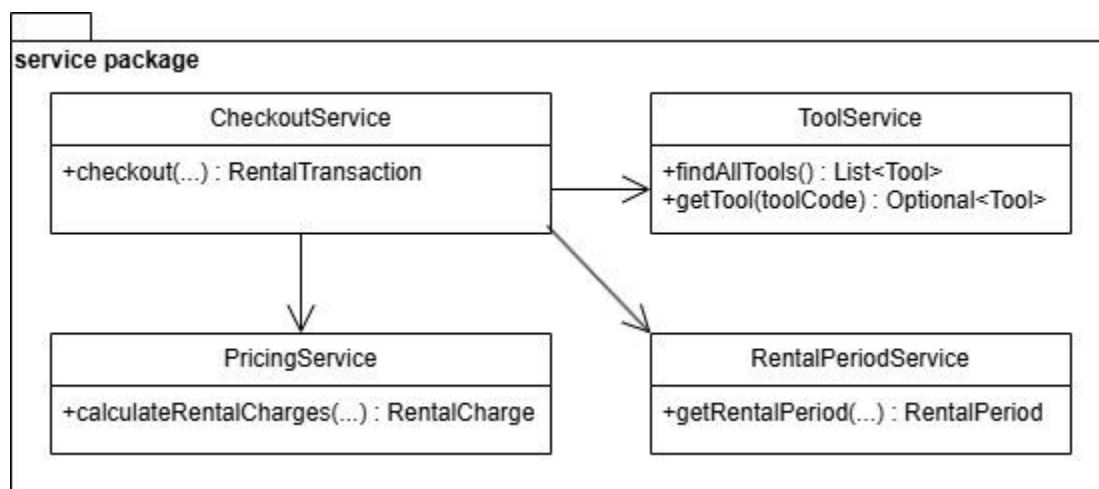 service package
CheckoutService
+checkout(...) : RentalTransaction
ToolService
+findAllTools() : List<Tool>
+getTool(toolCode) : Optional<Tool>
PricingService
+calculateRentalCharges(...) : RentalCharge
RentalPeriodService
+getRentalPeriod(...) : RentalPeriod